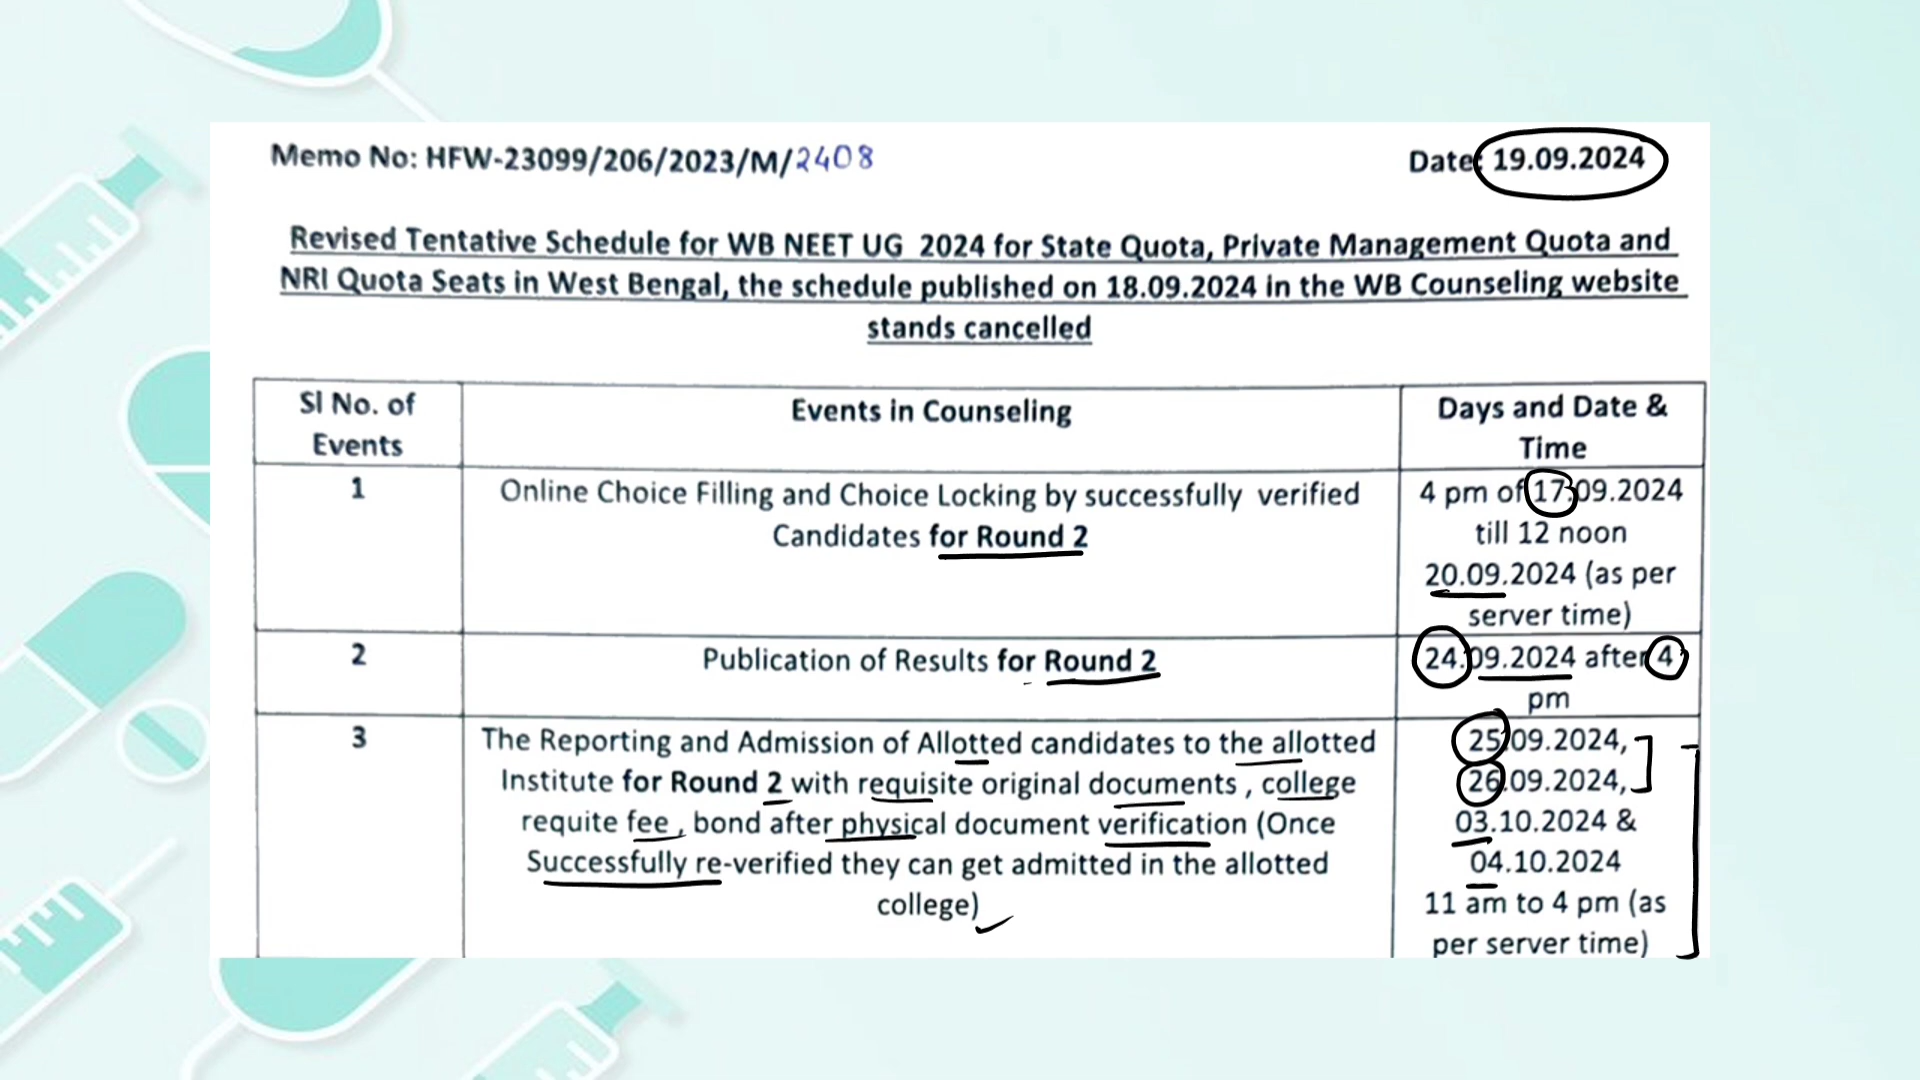 Memo No: HFW-23099/206/2023/M/2408
Date: 19.09.2024
Revised Tentative Schedule for WB NEET UG 2024 for State Quota, Private Management Quota and
NRI Quota Seats in West Bengal, the schedule published on 18.09.2024 in the WB Counseling website
stands cancelled
Sl No. of
Events
Events in Counseling
Days and Date &
Time
1
Online Choice Filling and Choice Locking by successfully verified
Candidates for Round 2
4 pm of 17.09.2024
till 12 noon
20.09.2024 (as per
server time)
2
Publication of Results for Round 2
24.09.2024 after 4
pm
3
The Reporting and Admission of Allotted candidates to the allotted
Institute for Round 2 with requisite original documents , college
requite fee , bond after physical document verification (Once
Successfully re-verified they can get admitted in the allotted
college)
25.09.2024,
26.09.2024,
03.10.2024 &
04.10.2024
11 am to 4 pm (as
per server time)